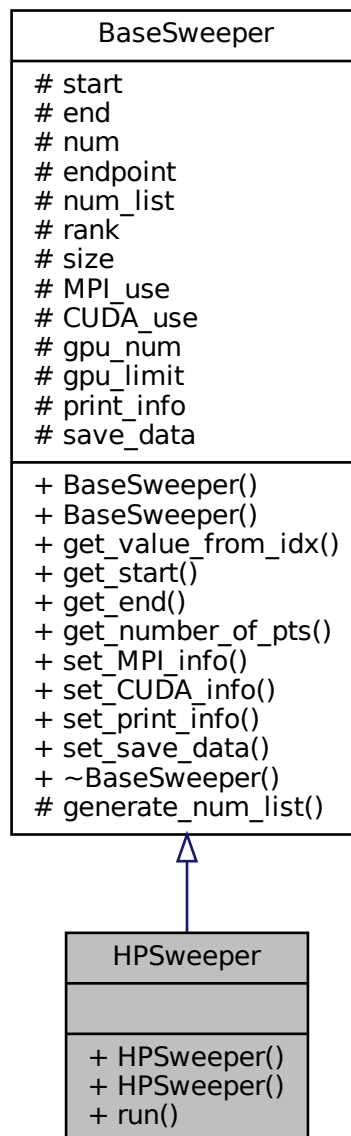 BaseSweeper
# start
# end
# num
# endpoint
# num_list
# rank
# size
# MPI_use
# CUDA_use
# gpu_num
# gpu_limit
# print_info
# save_data
+ BaseSweeper()
+ BaseSweeper()
+ get_value_from_idx()
+ get_start()
+ get_end()
+ get_number_of_pts()
+ set_MPI_info()
+ set_CUDA_info()
+ set_print_info()
+ set_save_data()
+ ~BaseSweeper()
# generate_num_list()
HPSweeper
+ HPSweeper()
+ HPSweeper()
+ run()